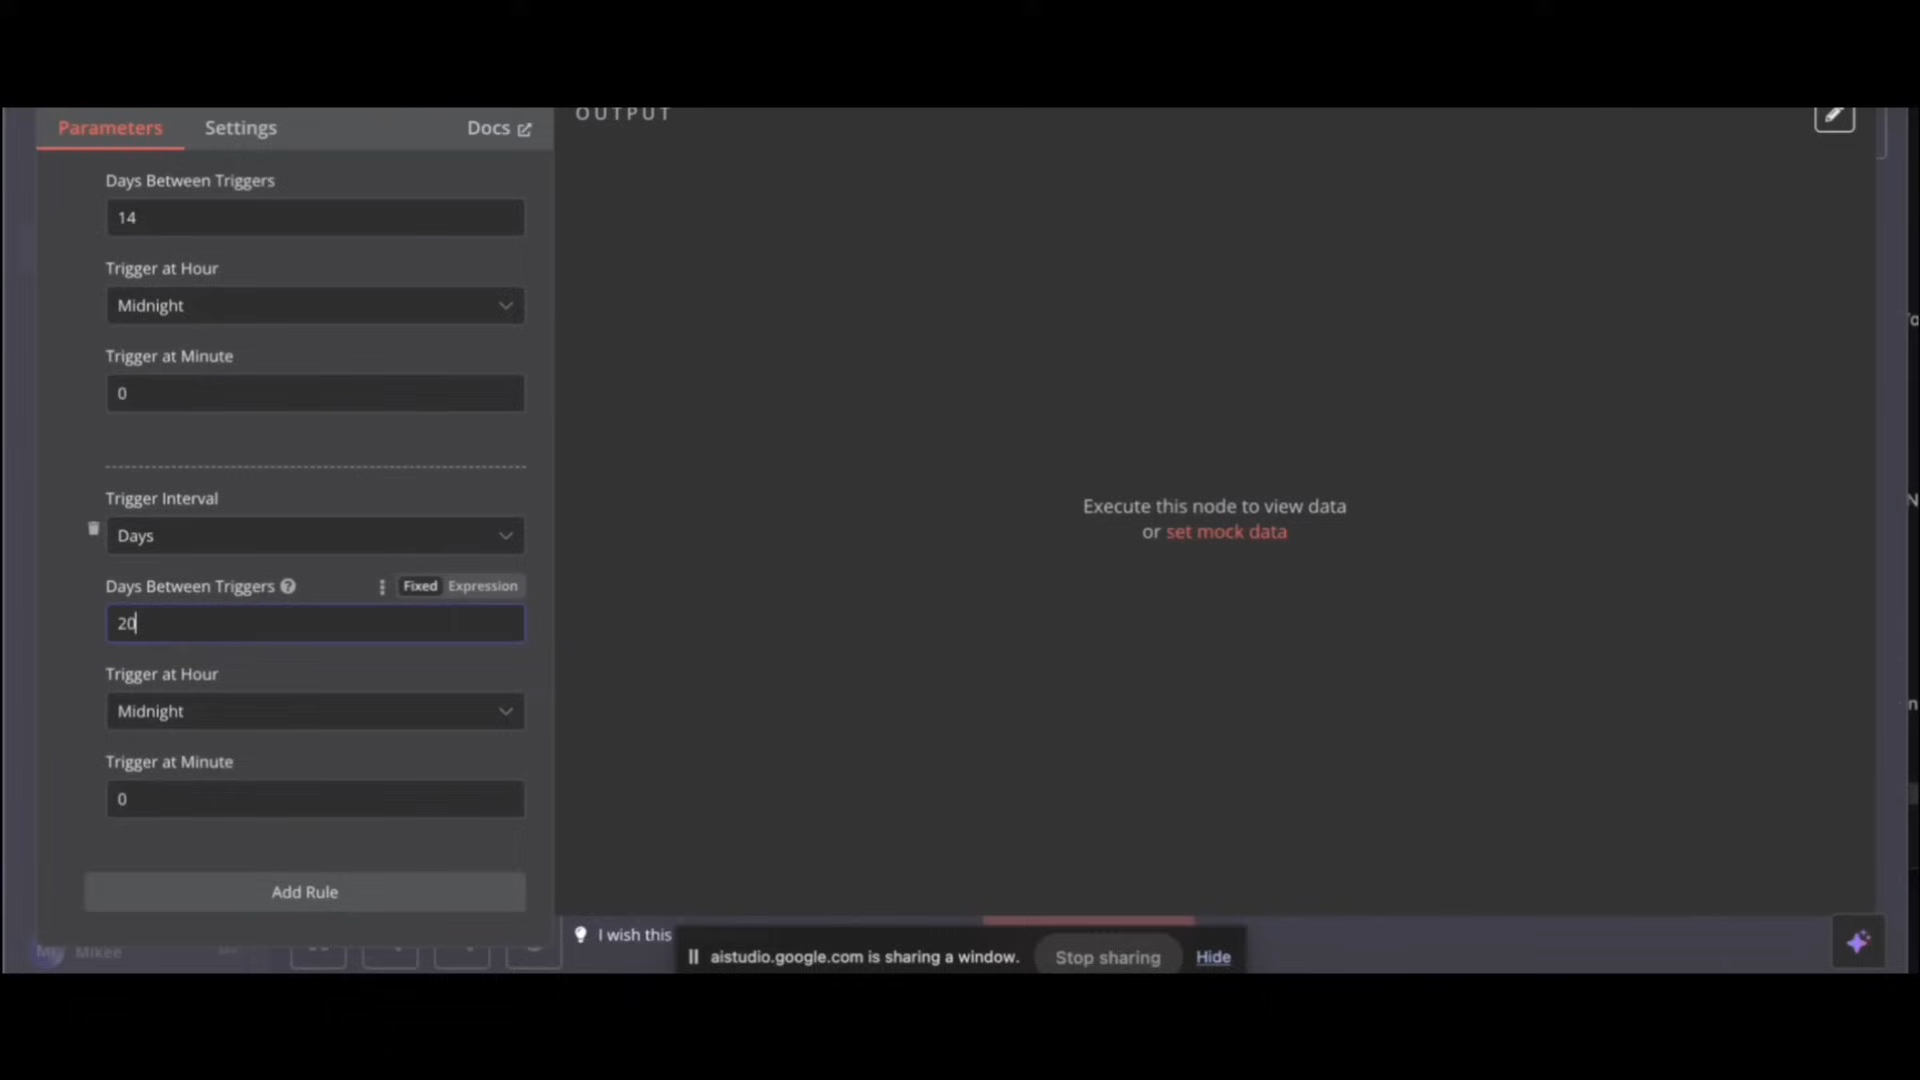 Parameters Settings Docs
OUTPUT
Days Between Triggers
14
Trigger at Hour
Midnight
Trigger at Minute
0
Trigger Interval
Days
Days Between Triggers
Fixed Expression
20
Trigger at Hour
Midnight
Trigger at Minute
0
Add Rule
Execute this node to view data
or set mock data
Mikee
I wish this
aistudio.google.com is sharing a window. Stop sharing Hide